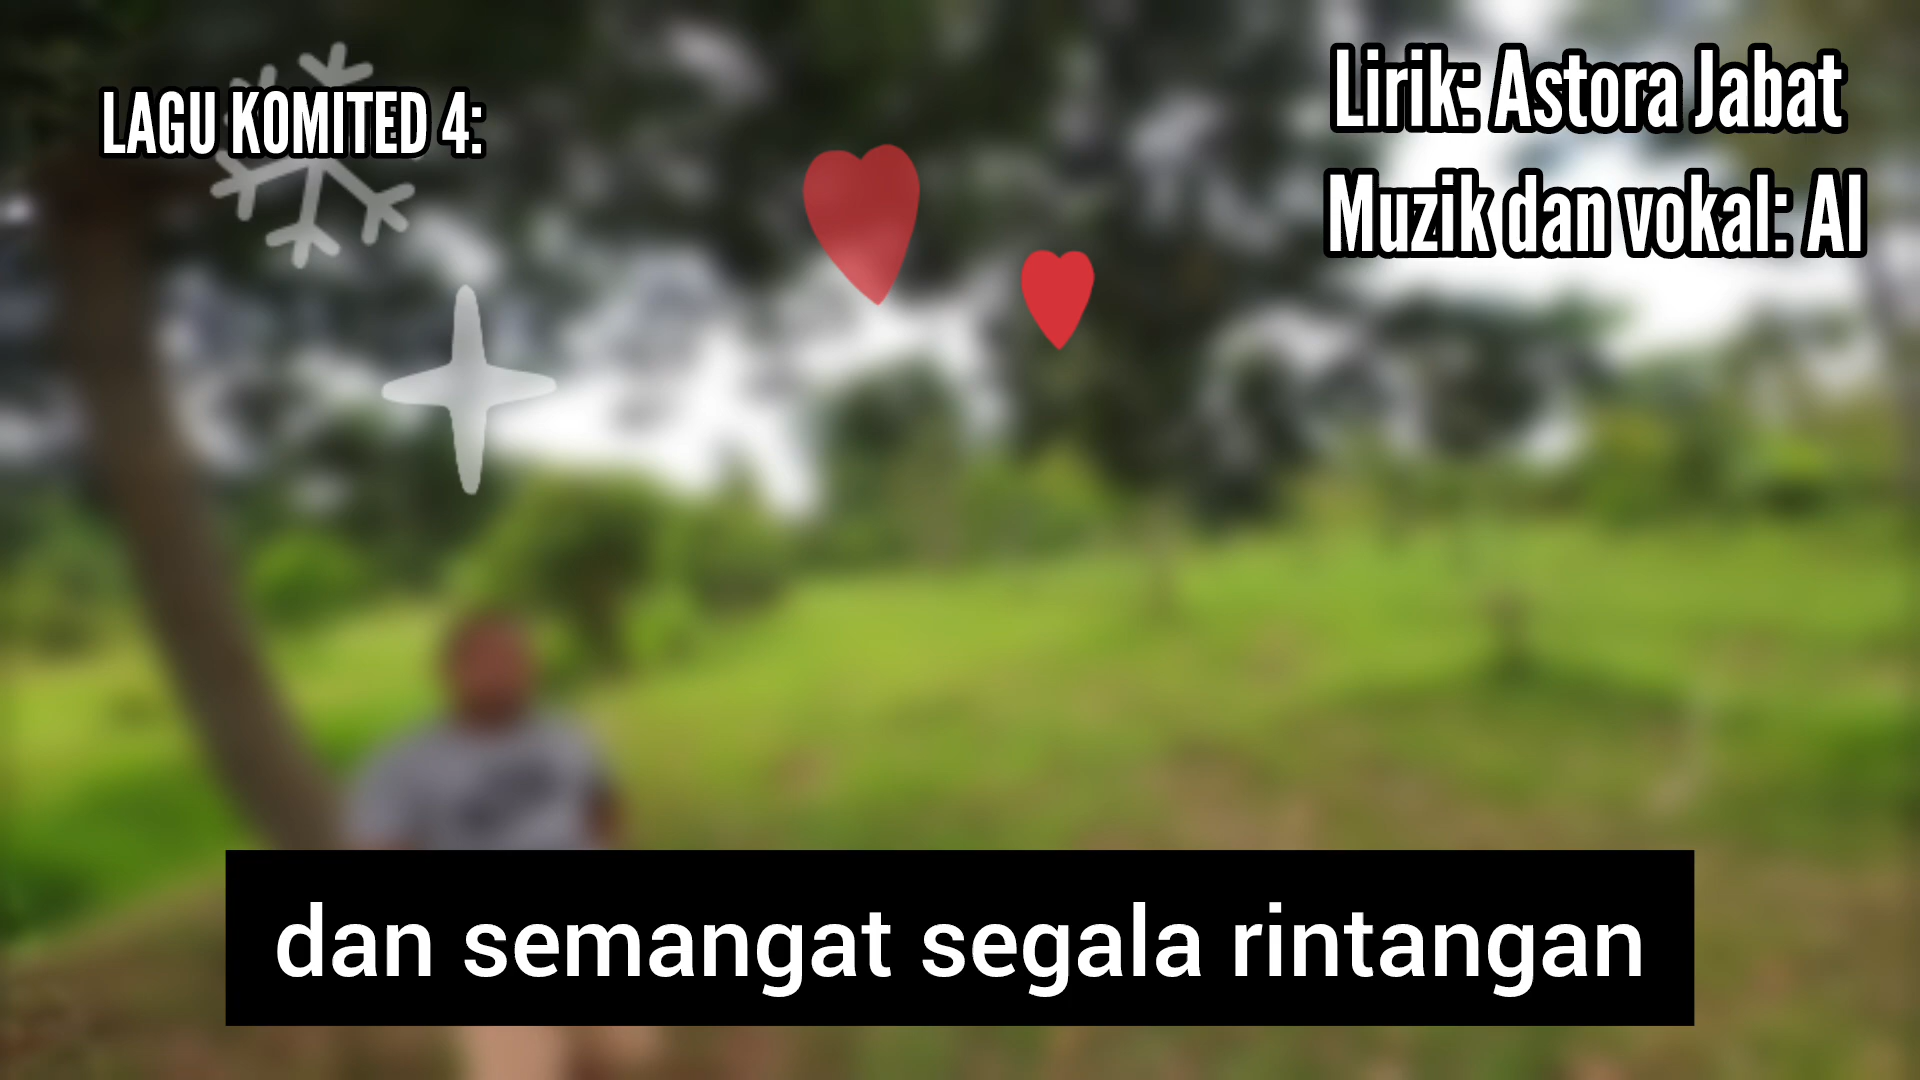 LAGU KOMITED 4:
Lirik: Astora Jabat
Muzik dan vokal: AI
dan semangat segala rintangan